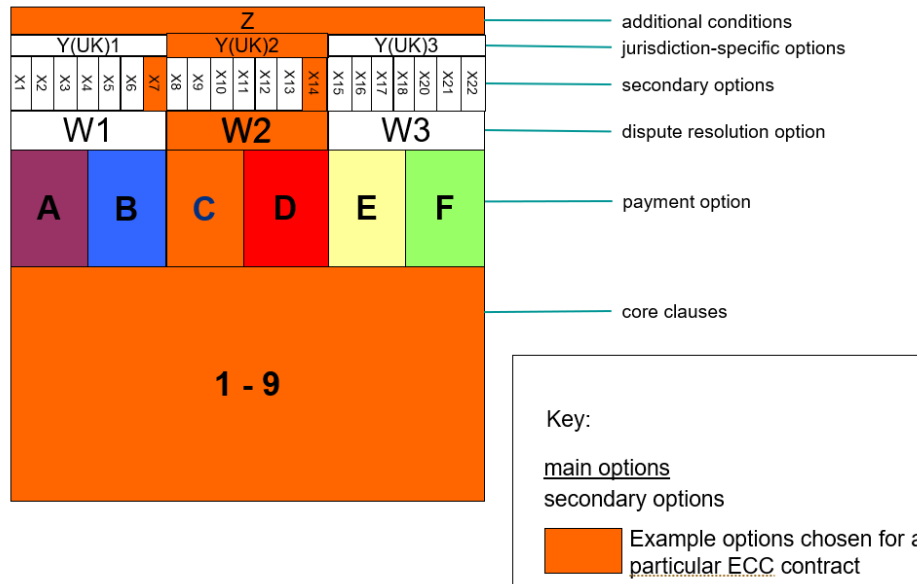 Z
additional conditions
Y(UK)1 Y(UK)2 Y(UK)3
jurisdiction-specific options
X1 X2 X3 X4 X5 X6 X7 X8 X9 X10 X11 X12 X13 X14 X15 X16 X17 X18 X20 X21 X22
secondary options
W1 W2 W3
dispute resolution option
A B C D E F
payment option
core clauses
1 - 9
Key:
main options
secondary options
Example options chosen for a
particular ECC contract